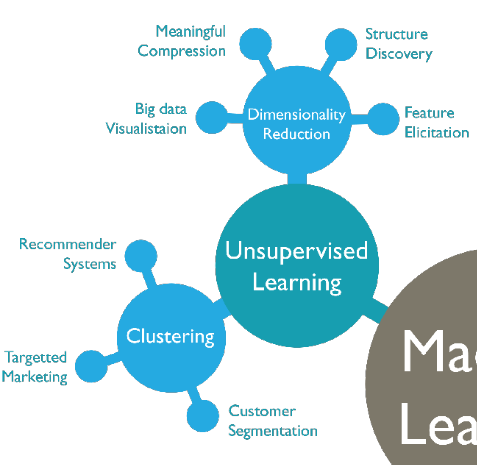 Meaningful
Compression
Structure
Discovery
Big data
Visualistaion
Dimensionality
Reduction
Feature
Elicitation
Unsupervised
Learning
Recommender
Systems
Clustering
Targetted
Marketing
Customer
Segmentation
Ma
Lea